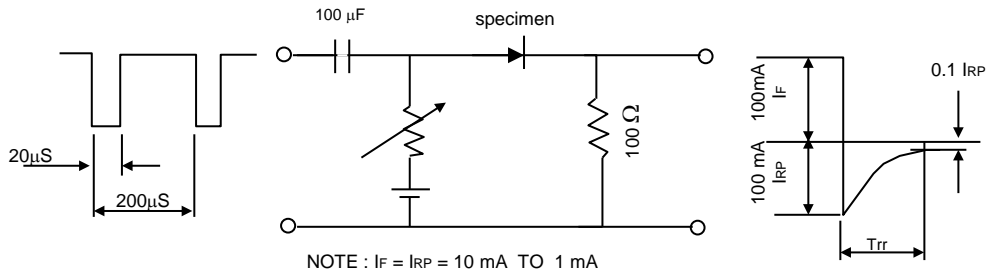 100 µF
specimen
20µS
200µS
100 Ω
100mA
IF
100 mA
IRP
0.1 IRP
Trr
NOTE : IF = IRP = 10 mA TO 1 mA